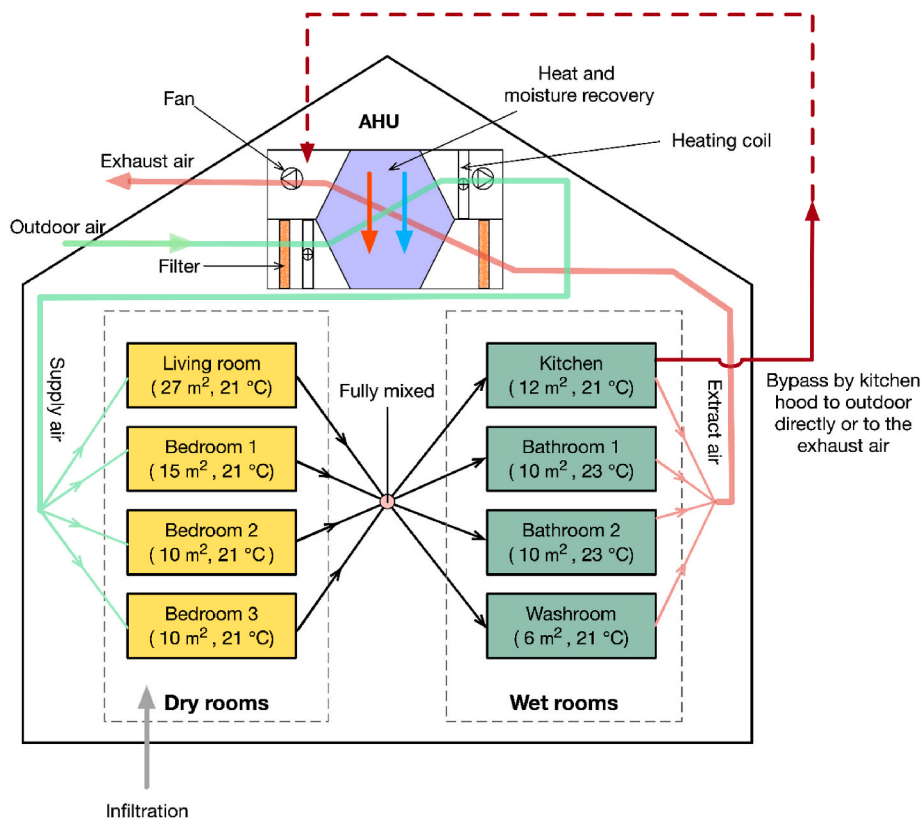 Heat and
moisture recovery
Fan
AHU
Heating coil
Exhaust air
Outdoor air
Filter
Supply air
Living room
( 27 m², 21 °C)
Bedroom 1
( 15 m², 21 °C)
Bedroom 2
( 10 m², 21 °C )
Bedroom 3
( 10 m², 21 °C)
Dry rooms
Fully mixed
Kitchen
( 12 m², 21 °C)
Bathroom 1
( 10 m², 23 °C)
Bathroom 2
( 10 m², 23 °C)
Washroom
( 6 m², 21 °C)
Wet rooms
Extract air
Bypass by kitchen
hood to outdoor
directly or to the
exhaust air
Infiltration